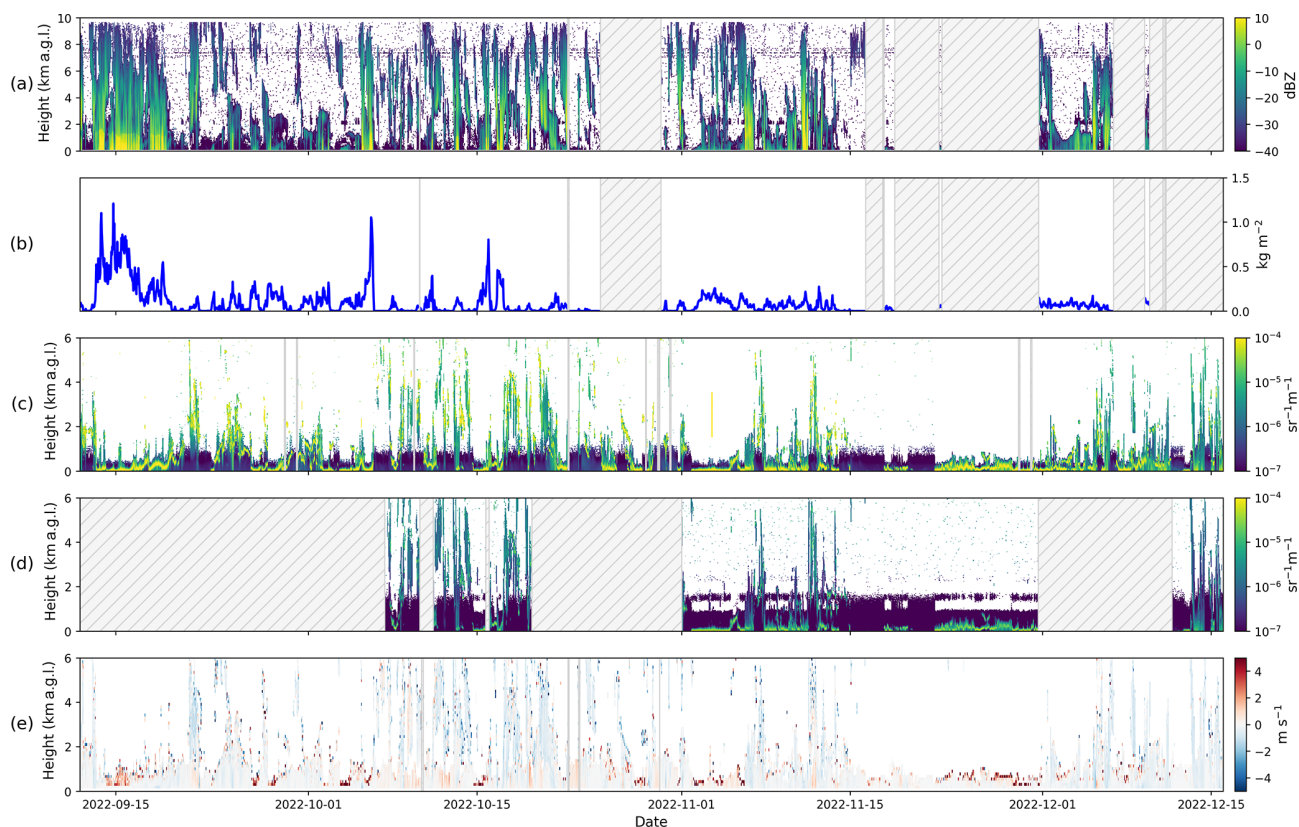 (a)
Height (km a.g.l.)
10
8
6
4
2
0
10
0
−10
−20
−30
−40
dBZ
(b)
1.5
1.0
0.5
0.0
kg m−2
(c)
Height (km a.g.l.)
6
4
2
0
10−4
10−5
10−6
10−7
sr−1m−1
(d)
Height (km a.g.l.)
6
4
2
0
10−4
10−5
10−6
10−7
sr−1m−1
(e)
Height (km a.g.l.)
6
4
2
0
4
2
0
−2
−4
m s−1
2022-09-15 2022-10-01 2022-10-15 2022-11-01 2022-11-15 2022-12-01 2022-12-15
Date